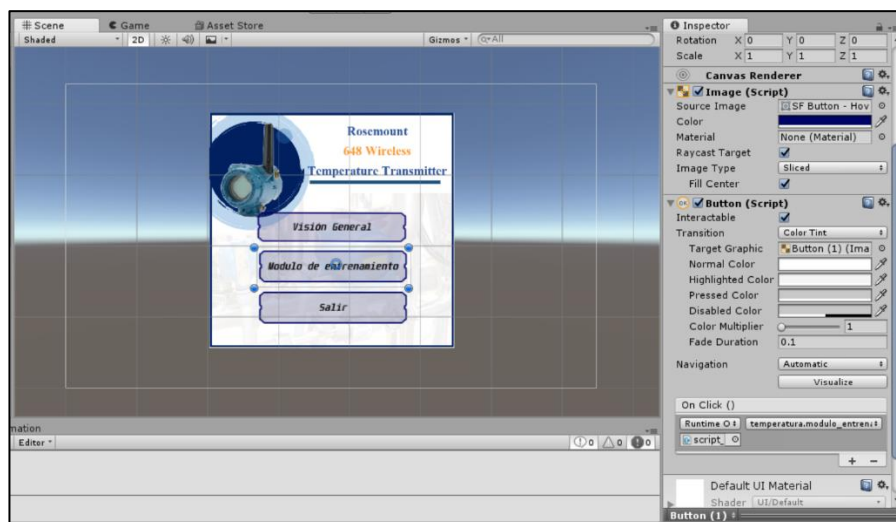 Scene Game Asset Store
Shaded 2D Gizmos All
Rosemount
648 Wireless
Temperature Transmitter
Visión General
Modulo de entrenamiento
Salir
mation
Editor 0 0 0
Inspector
Rotation X 0 Y 0 Z 0
Scale X 1 Y 1 Z 1
Canvas Renderer
Image (Script)
Source Image SF Button - Hov
Color
Material None (Material)
Raycast Target
Image Type Sliced
Fill Center
Button (Script)
Interactable
Transition Color Tint
Target Graphic Button (1) (Ima
Normal Color
Highlighted Color
Pressed Color
Disabled Color
Color Multiplier 1
Fade Duration 0.1
Navigation Automatic
Visualize
On Click ()
Runtime O temperatura.modulo_entren
script_
+ −
Default UI Material
Shader UI/Default
Button (1)